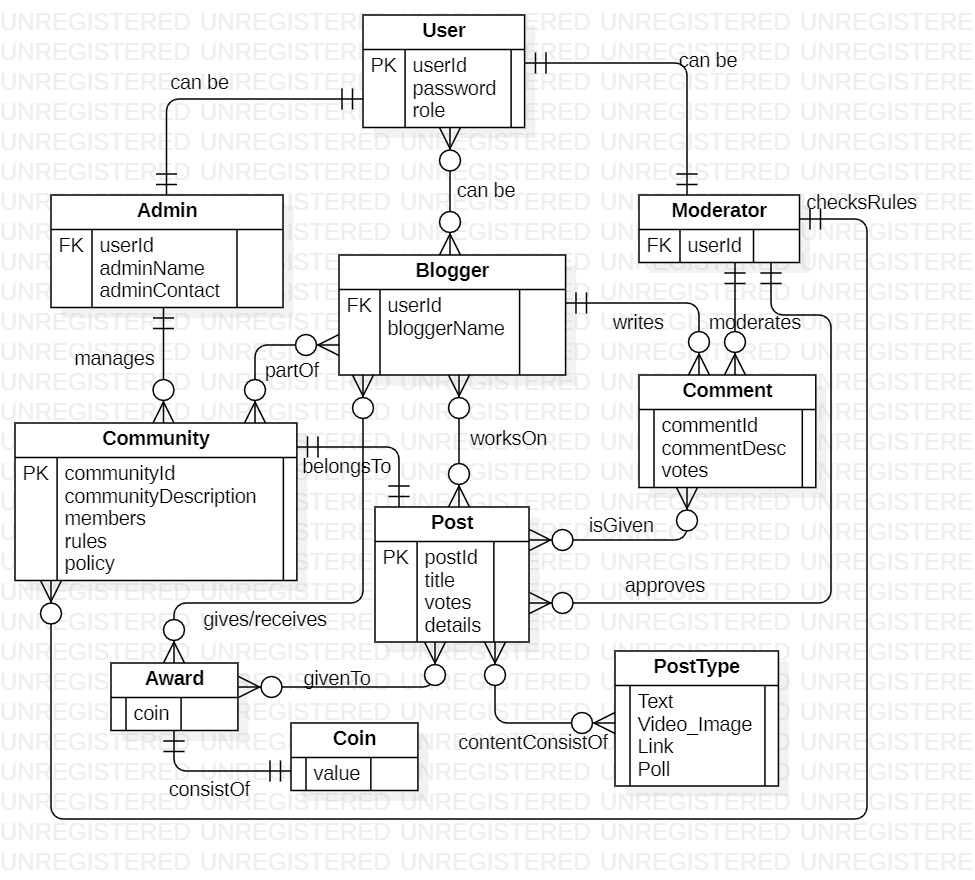 User
PK userId
password
role
can be
can be
can be
Admin
FK userId
adminName
adminContact
Moderator
FK userId
checksRules
Blogger
FK userId
bloggerName
manages
partOf
writes
moderates
Comment
commentId
commentDesc
votes
Community
PK communityId
communityDescription
members
rules
policy
belongsTo
worksOn
Post
PK postId
title
votes
details
isGiven
approves
gives/receives
Award
coin
givenTo
Coin
value
consistOf
contentConsistOf
PostType
Text
Video_Image
Link
Poll
UNREGISTERED